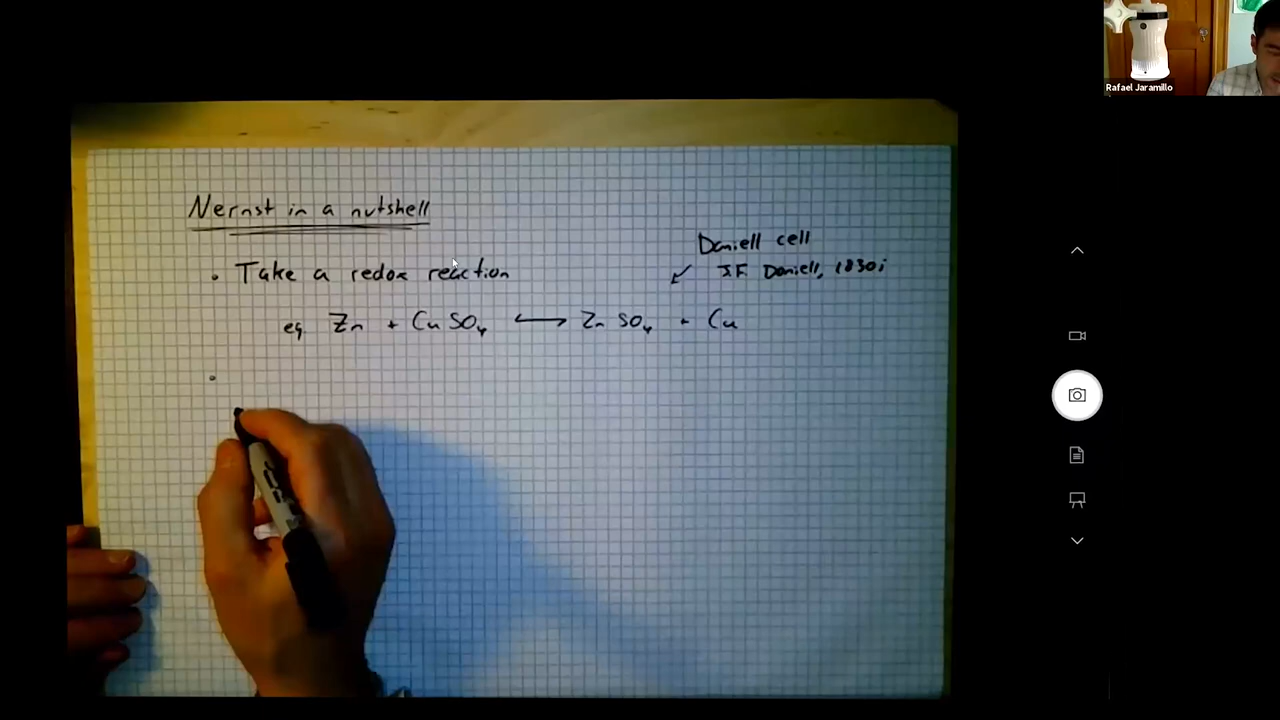 Rafael Jaramillo
Nernst in a nutshell
Daniell cell
• Take a redox reaction
↙ J.F. Daniell, 1830s
eg. Zn + CuSO₄ ⟷ ZnSO₄ + Cu
•